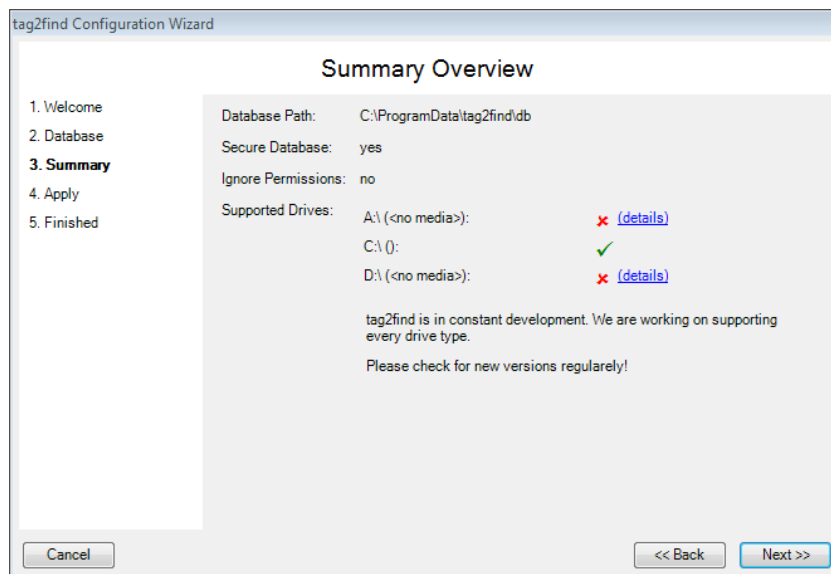 tag2find Configuration Wizard
Summary Overview
1. Welcome
2. Database
3. Summary
4. Apply
5. Finished
Database Path: C:\ProgramData\tag2find\db
Secure Database: yes
Ignore Permissions: no
Supported Drives:
A:\ (<no media>): (details)
C:\ ():
D:\ (<no media>): (details)
tag2find is in constant development. We are working on supporting
every drive type.
Please check for new versions regularely!
Cancel
<< Back
Next >>